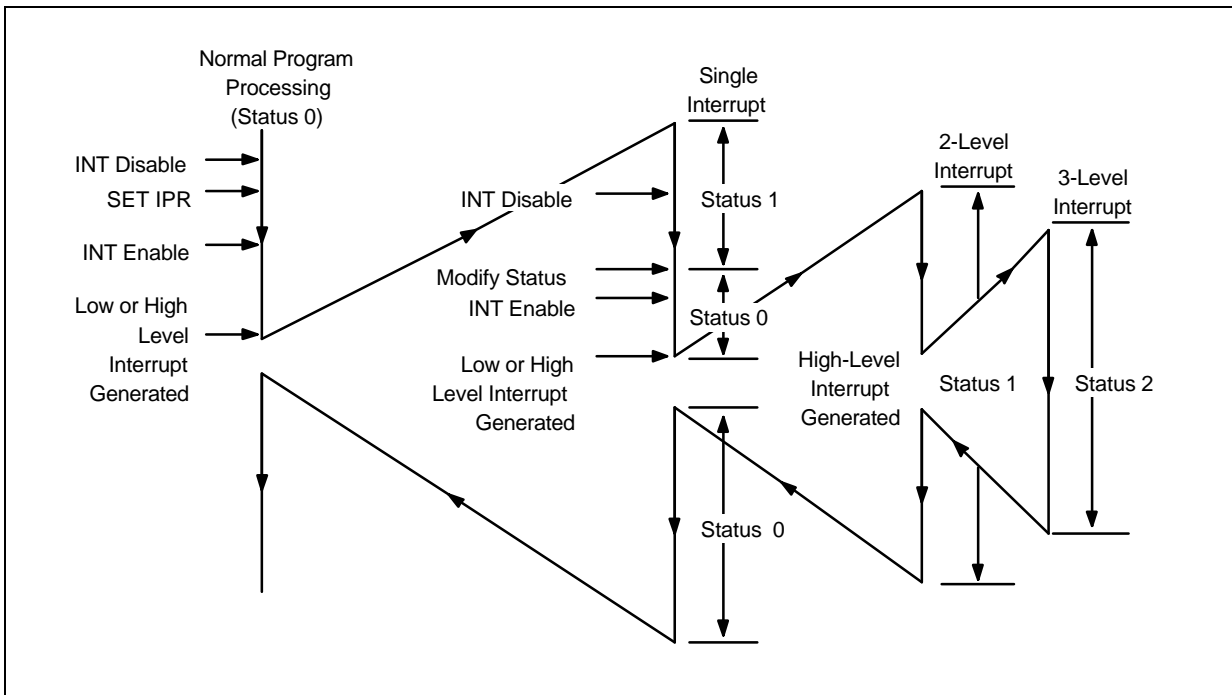 Normal Program
Processing
(Status 0)
INT Disable
SET IPR
INT Enable
Low or High
Level
Interrupt
Generated
Single
Interrupt
INT Disable
Status 1
Modify Status
INT Enable
Status 0
Low or High
Level Interrupt
Generated
Status 0
2-Level
Interrupt
High-Level
Interrupt
Generated
Status 1
3-Level
Interrupt
Status 2